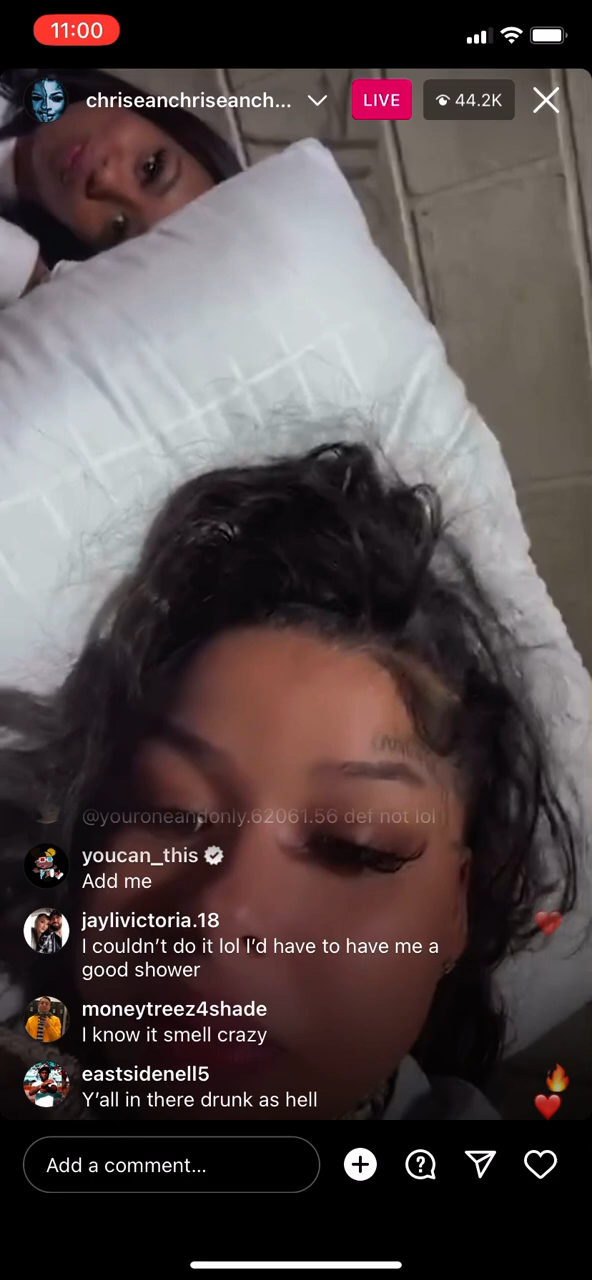 11:00
chriseanchriseanch...
LIVE
44.2K
@youroneandonly.62061.56 def not lol
youcan_this
Add me
jaylivictoria.18
I couldn't do it lol I'd have to have me a
good shower
moneytreez4shade
I know it smell crazy
eastsidenell5
Y'all in there drunk as hell
Add a comment...